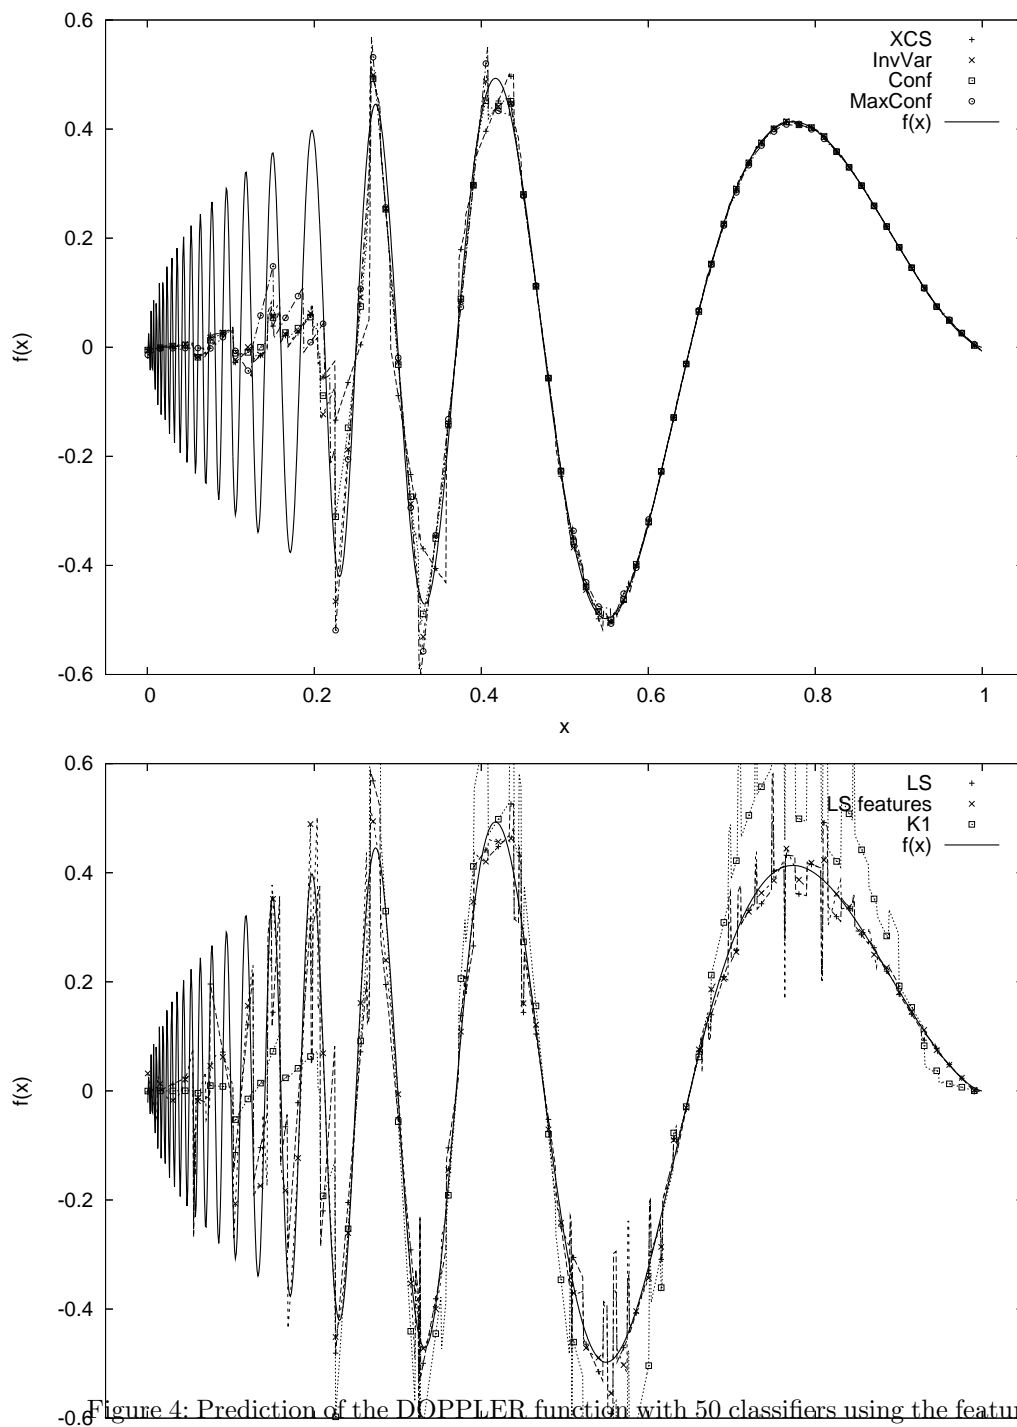 0.6
0.4
0.2
0
-0.2
-0.4
-0.6
f(x)
XCS
InvVar
Conf
MaxConf
f(x)
0 0.2 0.4 0.6 0.8 1
x
0.6
0.4
0.2
0
-0.2
-0.4
-0.6
f(x)
LS
LS features
K1
f(x)
Figure 4: Prediction of the DOPPLER function with 50 classifiers using the featur